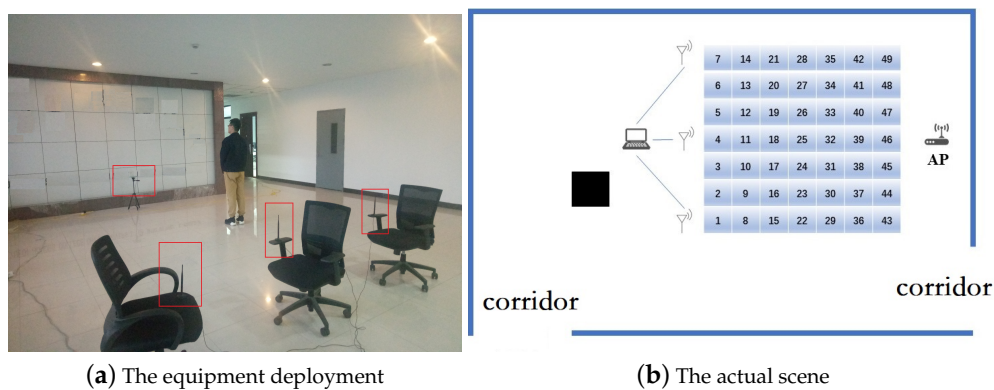 7 14 21 28 35 42 49
6 13 20 27 34 41 48
5 12 19 26 33 40 47
4 11 18 25 32 39 46
AP
3 10 17 24 31 38 45
2 9 16 23 30 37 44
1 8 15 22 29 36 43
corridor
corridor
(a) The equipment deployment
(b) The actual scene